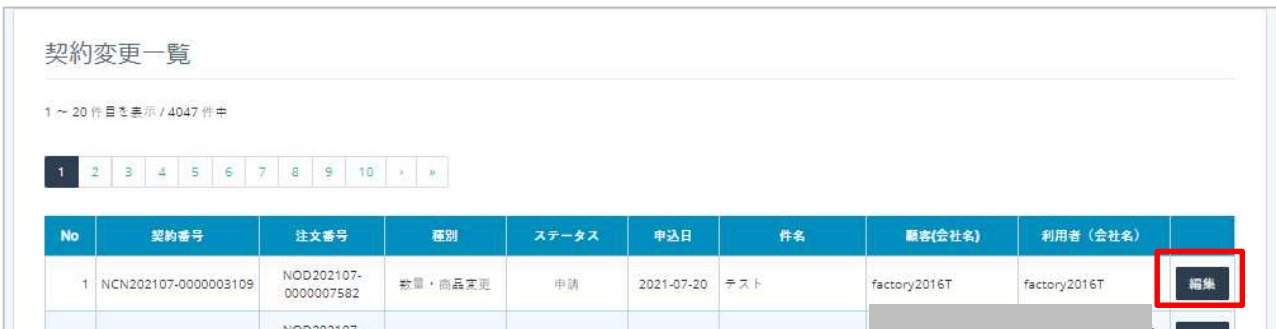 契約変更一覧
1 ~ 20 件目を表示 / 4047 件中
1 2 3 4 5 6 7 8 9 10 › »
No 契約番号 注文番号 種別 ステータス 申込日 件名 顧客(会社名) 利用者（会社名）
1 NCN202107-0000003109 NOD202107-0000007582 数量・商品変更 申請 2021-07-20 テスト factory2016T factory2016T 編集